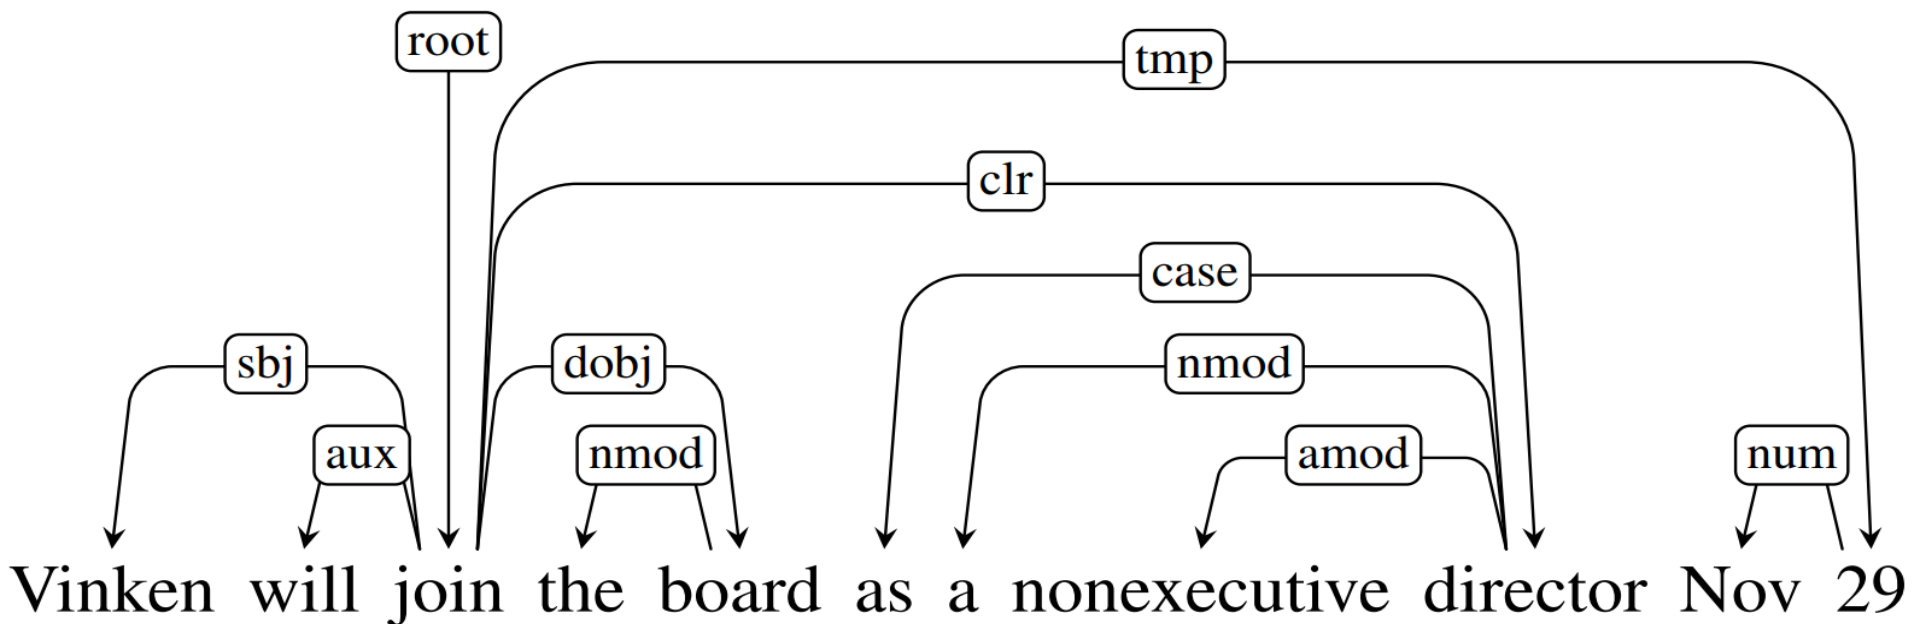 root
tmp
clr
case
sbj dobj nmod
aux nmod amod num
Vinken will join the board as a nonexecutive director Nov 29